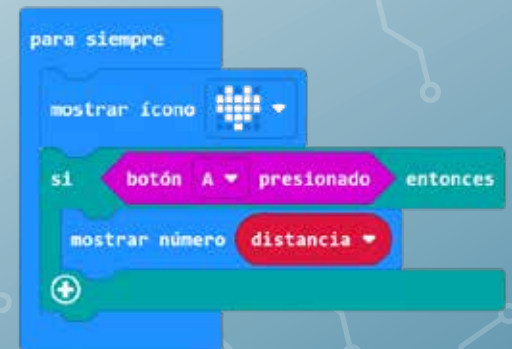 para siempre
mostrar ícono
si botón A presionado entonces
mostrar número distancia